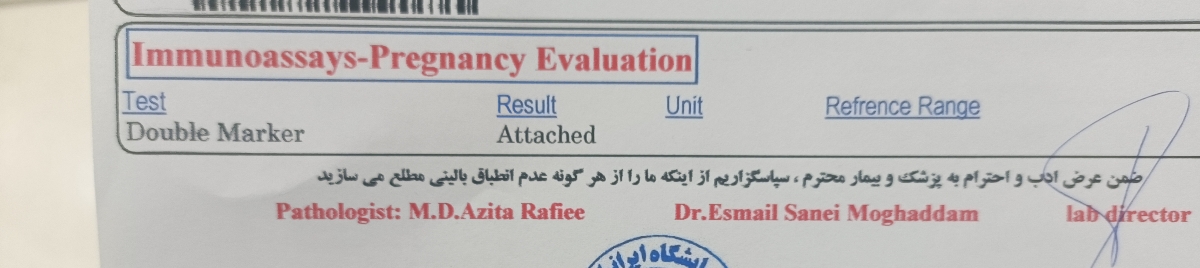 Immunoassays-Pregnancy Evaluation
Test Result Unit Refrence Range
Double Marker Attached
ضمن عرض ادب و احترام به پزشک و بیمار محترم ، سپاسگزاریم از اینکه ما را از هر گونه عدم انطباق بالینی مطلع می سازید
Pathologist: M.D.Azita Rafiee Dr.Esmail Sanei Moghaddam lab director